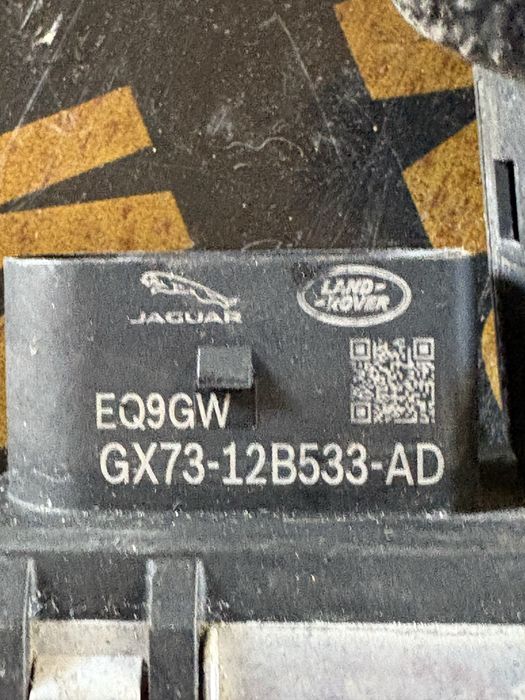 JAGUAR
LAND-
ROVER
EQ9GW
GX73-12B533-AD